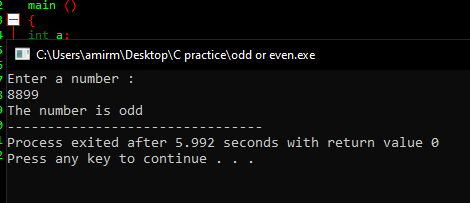 main ()
{
int a;
C:\Users\amirm\Desktop\C practice\odd or even.exe
Enter a number :
8899
The number is odd
--------------------------------
Process exited after 5.992 seconds with return value 0
Press any key to continue . . .